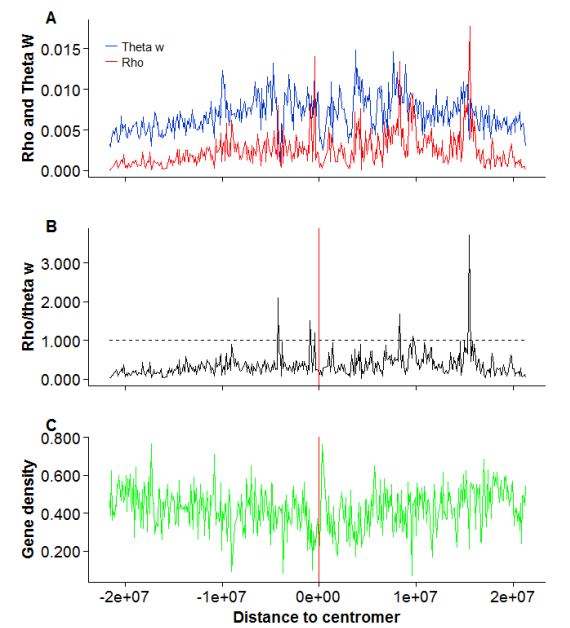 A
Rho and Theta W
0.015
0.010
0.005
0.000
Theta w
Rho
B
Rho/theta w
3.000
2.000
1.000
0.000
C
Gene density
0.800
0.600
0.400
0.200
-2e+07 -1e+07 0e+00 1e+07 2e+07
Distance to centromer